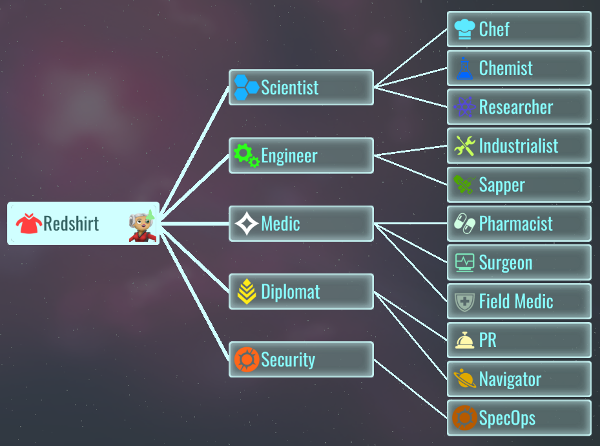 Redshirt
Scientist
Engineer
Medic
Diplomat
Security
Chef
Chemist
Researcher
Industrialist
Sapper
Pharmacist
Surgeon
Field Medic
PR
Navigator
SpecOps